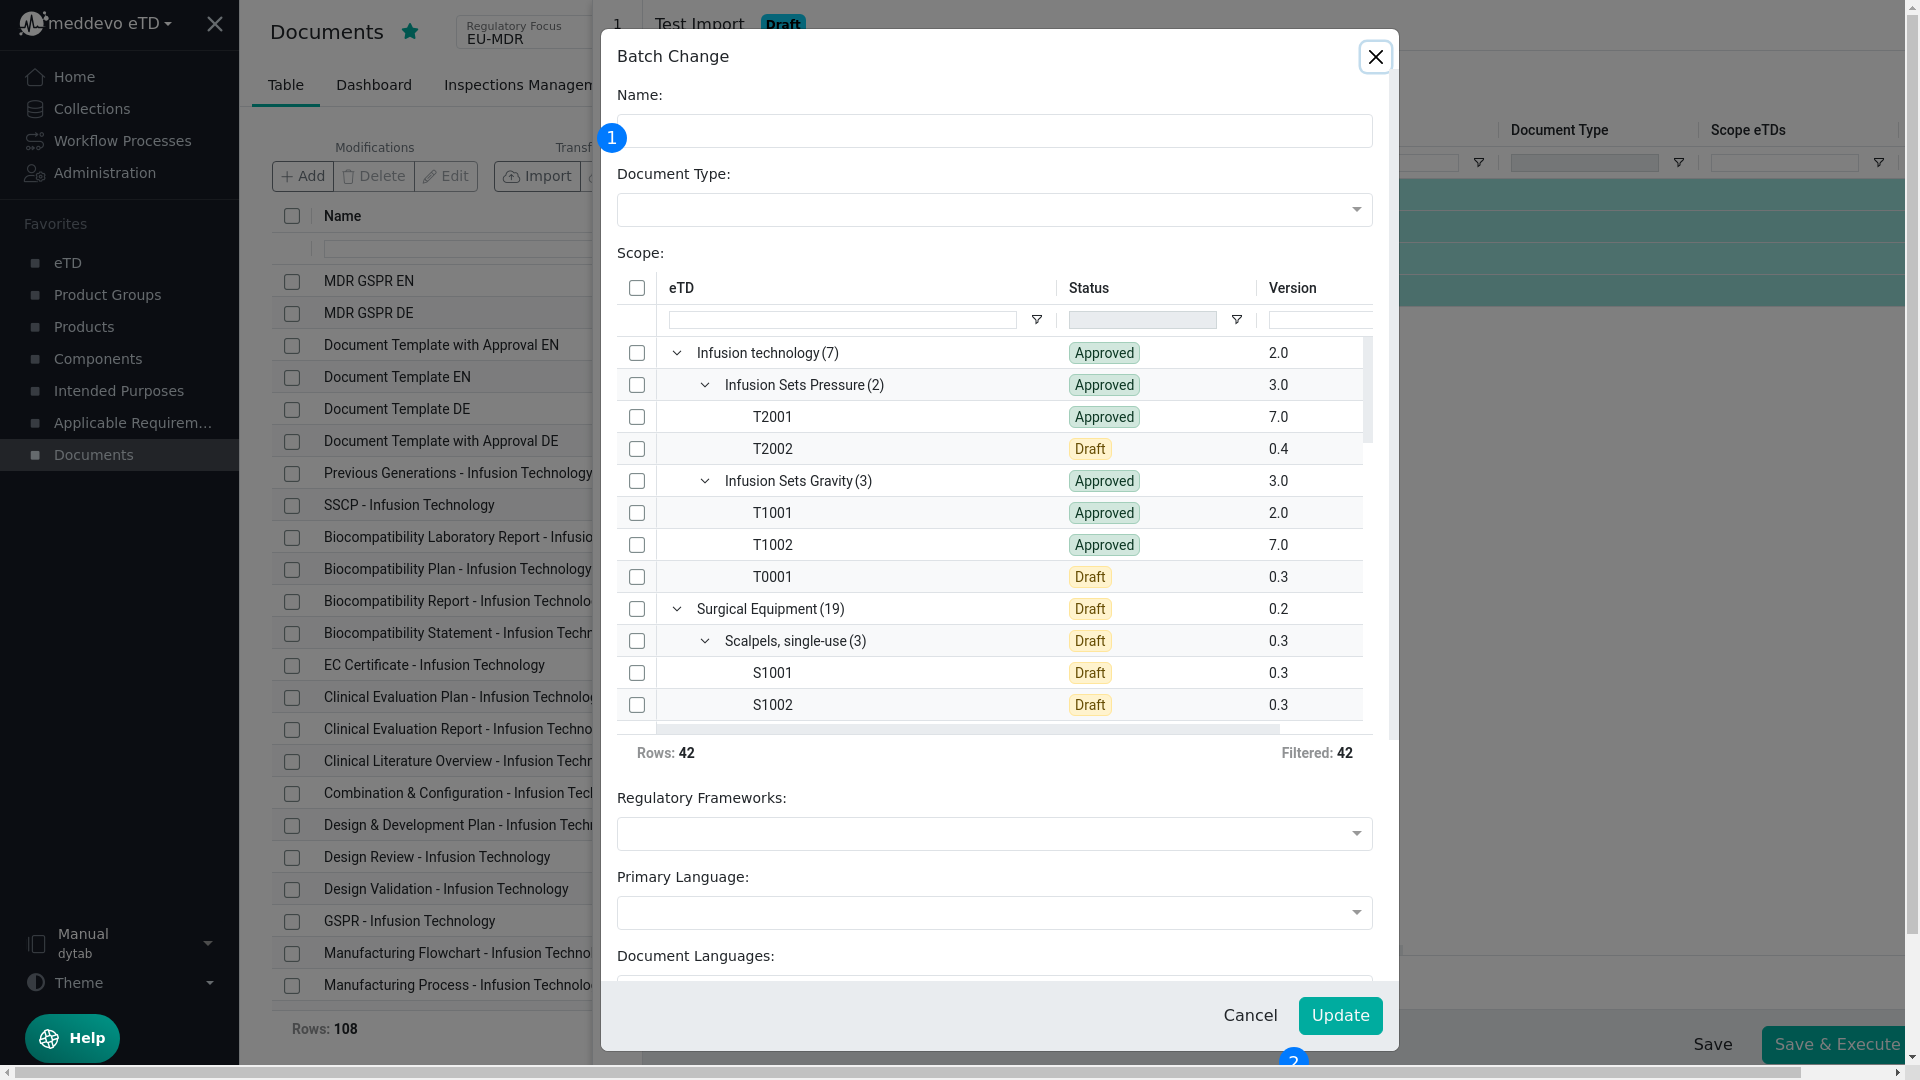 meddevo eTD
Home
Collections
Workflow Processes
Administration
Favorites
eTD
Product Groups
Products
Components
Intended Purposes
Applicable Requirem...
Documents
Manual
dytab
Theme
Help
Documents
Regulatory Focus
EU-MDR
Table
Dashboard
Inspections Managem
Modifications
Transf
Add
Delete
Edit
Import
Name
MDR GSPR EN
MDR GSPR DE
Document Template with Approval EN
Document Template EN
Document Template DE
Document Template with Approval DE
Previous Generations - Infusion Technology
SSCP - Infusion Technology
Biocompatibility Laboratory Report - Infusio
Biocompatibility Plan - Infusion Technology
Biocompatibility Report - Infusion Technolo
Biocompatibility Statement - Infusion Techr
EC Certificate - Infusion Technology
Clinical Evaluation Plan - Infusion Technolo
Clinical Evaluation Report - Infusion Techno
Clinical Literature Overview - Infusion Techr
Combination & Configuration - Infusion Tec
Design & Development Plan - Infusion Techn
Design Review - Infusion Technology
Design Validation - Infusion Technology
GSPR - Infusion Technology
Manufacturing Flowchart - Infusion Techno
Manufacturing Process - Infusion Technolo
Rows: 108
1
Test Import
Draft
Batch Change
Name:
1
Document Type:
Scope:
eTD Status Version
Infusion technology (7) Approved 2.0
Infusion Sets Pressure (2) Approved 3.0
T2001 Approved 7.0
T2002 Draft 0.4
Infusion Sets Gravity (3) Approved 3.0
T1001 Approved 2.0
T1002 Approved 7.0
T0001 Draft 0.3
Surgical Equipment (19) Draft 0.2
Scalpels, single-use (3) Draft 0.3
S1001 Draft 0.3
S1002 Draft 0.3
Rows: 42 Filtered: 42
Regulatory Frameworks:
Primary Language:
Document Languages:
Cancel
Update
2
Document Type
Scope eTDs
Save
Save & Execute